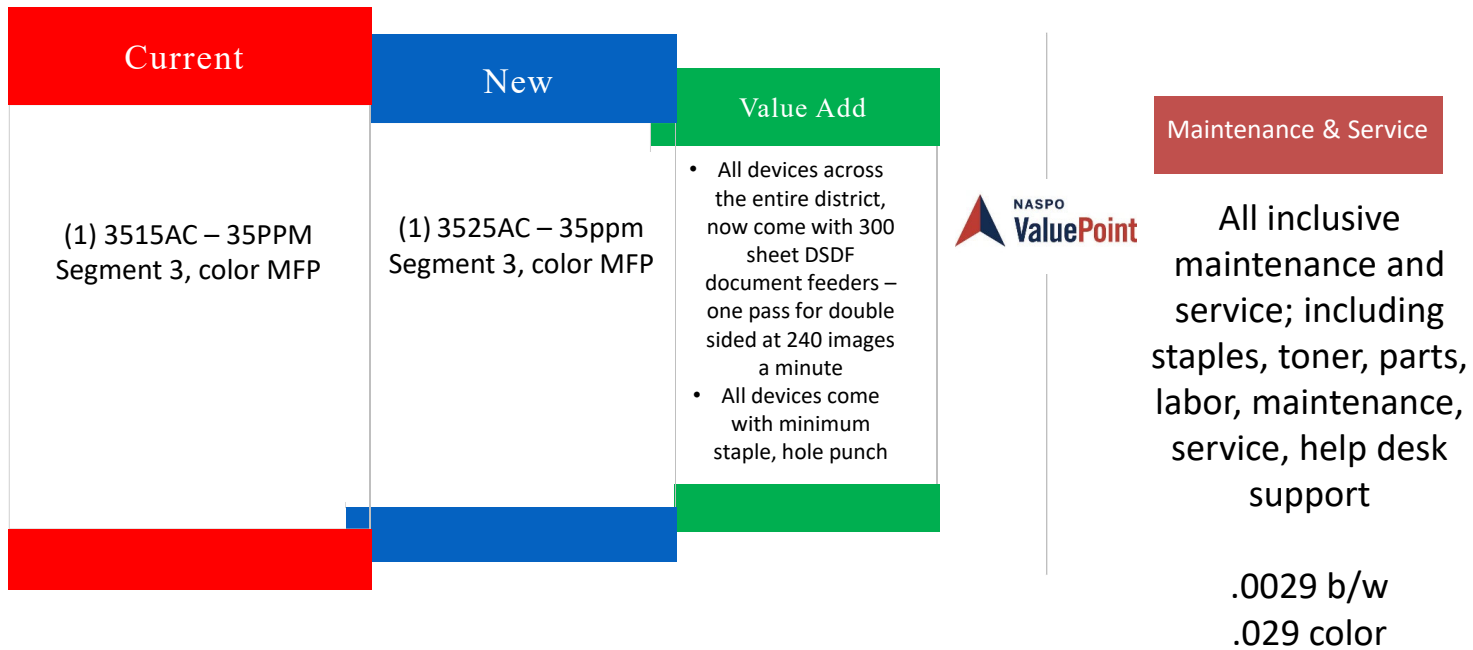 Current
(1) 3515AC – 35PPM
Segment 3, color MFP
New
(1) 3525AC – 35ppm
Segment 3, color MFP
Value Add
• All devices across
the entire district,
now come with 300
sheet DSDF
document feeders –
one pass for double
sided at 240 images
a minute
• All devices come
with minimum
staple, hole punch
NASPO
ValuePoint
Maintenance & Service
All inclusive
maintenance and
service; including
staples, toner, parts,
labor, maintenance,
service, help desk
support
.0029 b/w
.029 color